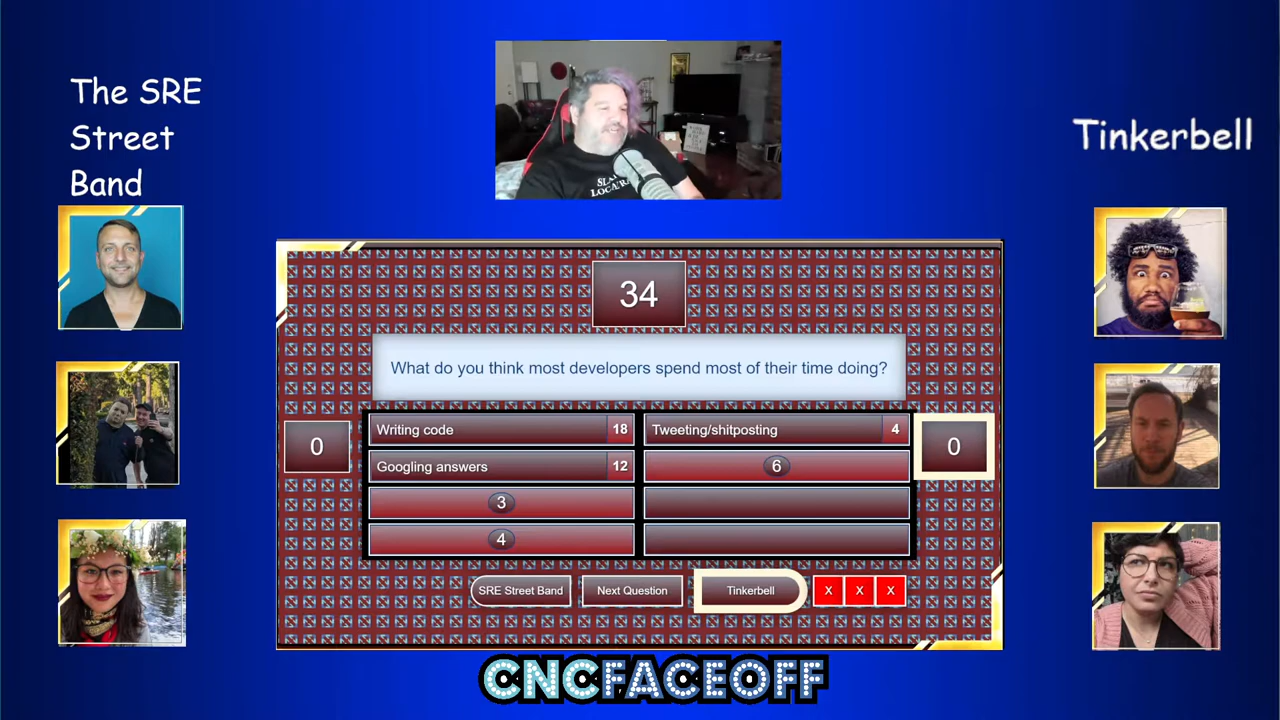 The SRE
Street
Band
Tinkerbell
34
What do you think most developers spend most of their time doing?
Writing code 18
Tweeting/shitposting 4
0
0
Googling answers 12
6
3
4
SRE Street Band
Next Question
Tinkerbell
X X X
CNCFACEOFF